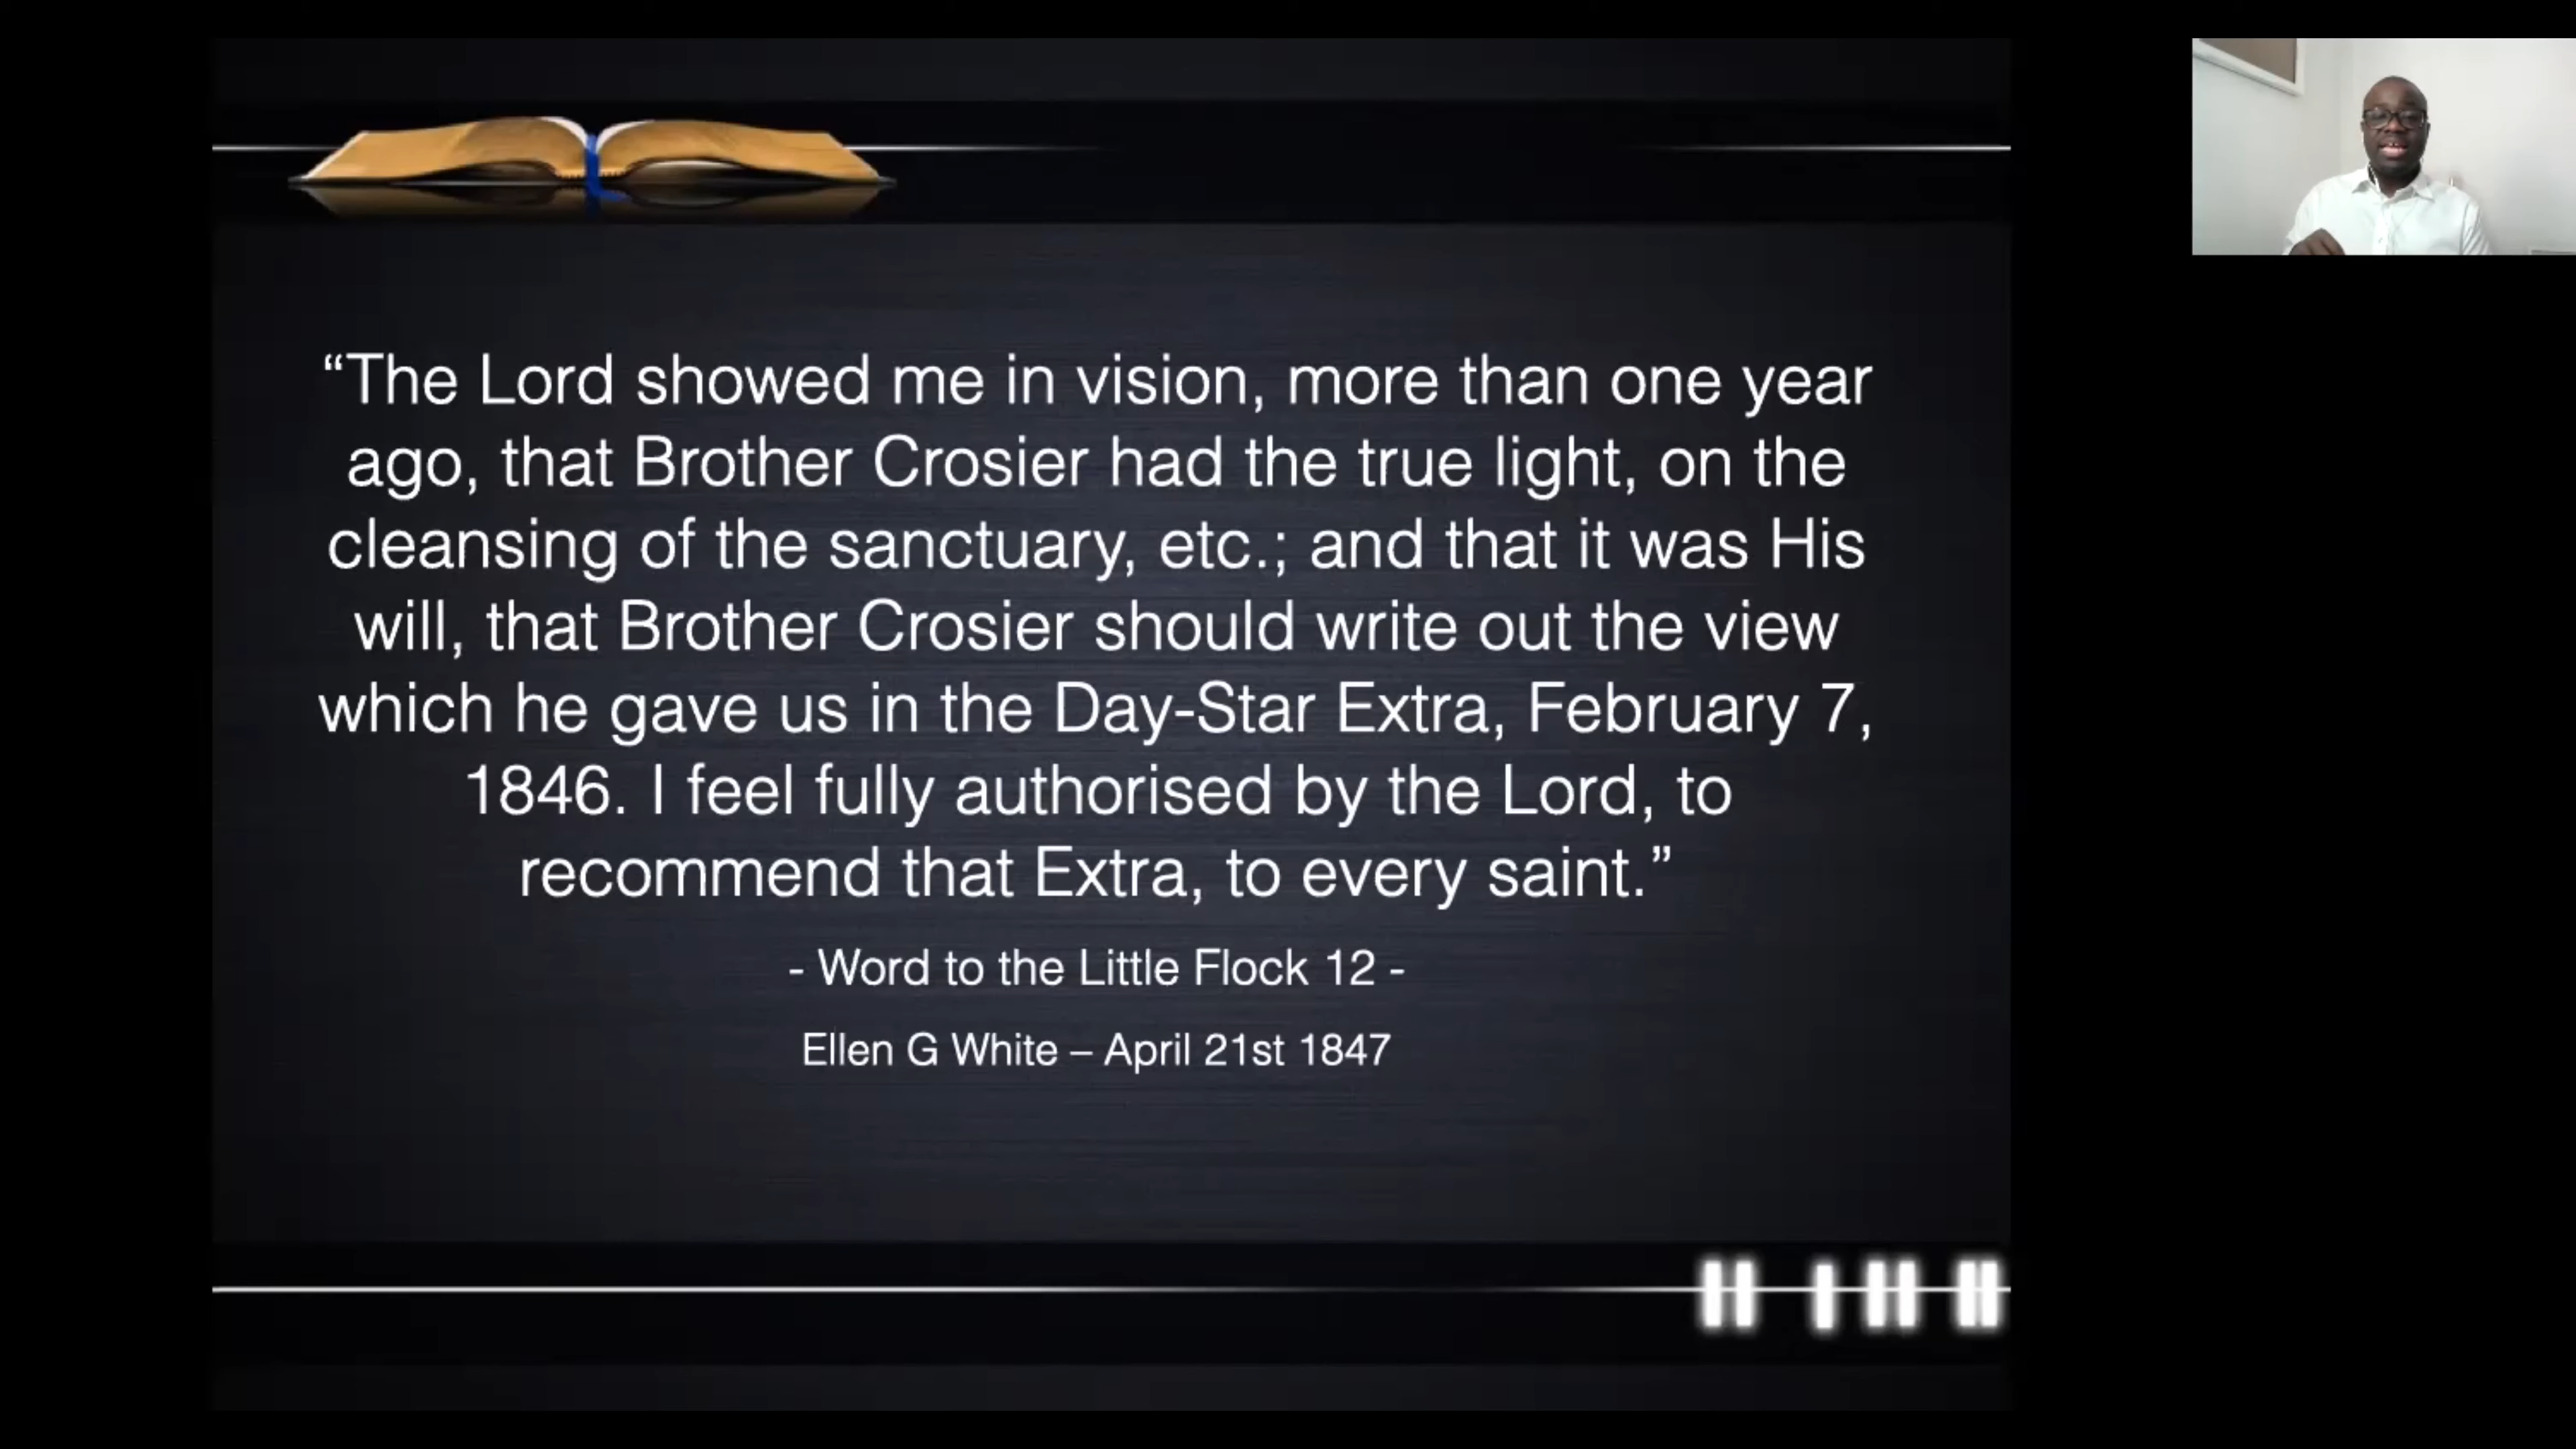 “The Lord showed me in vision, more than one year
ago, that Brother Crosier had the true light, on the
cleansing of the sanctuary, etc.; and that it was His
will, that Brother Crosier should write out the view
which he gave us in the Day-Star Extra, February 7,
1846. I feel fully authorised by the Lord, to
recommend that Extra, to every saint.”
- Word to the Little Flock 12 -
Ellen G White – April 21st 1847